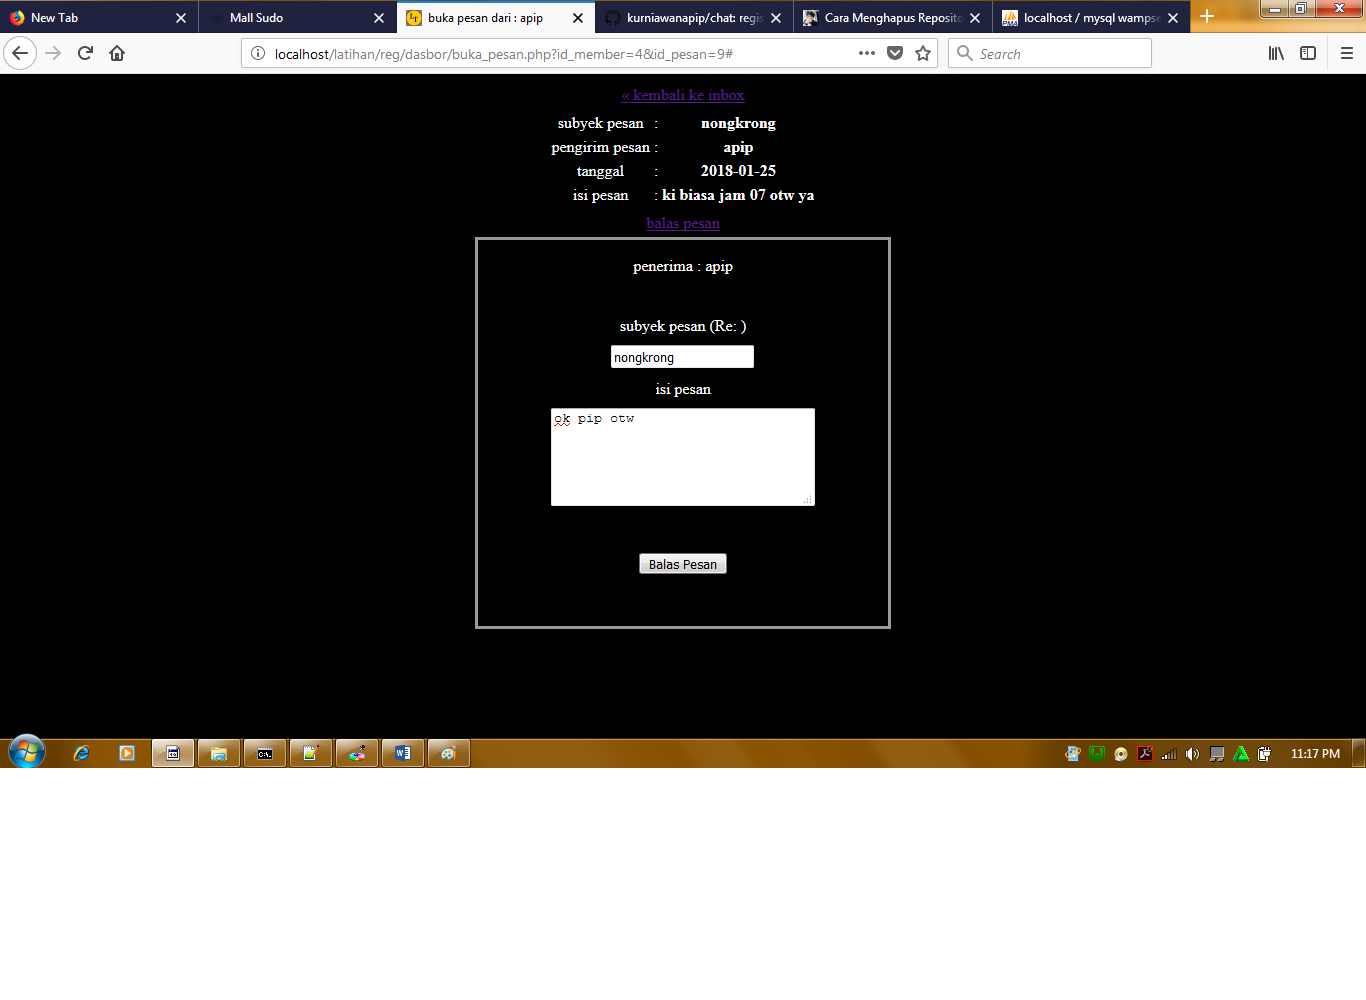 New Tab
Mall Sudo
LT
buka pesan dari : apip
kurniawanapip/chat: regis
Cara Menghapus Reposito
PMA
localhost / mysql wampse
localhost/latihan/reg/dasbor/buka_pesan.php?id_member=4&id_pesan=9#
Search
« kembali ke inbox
subyek pesan : nongkrong
pengirim pesan : apip
tanggal : 2018-01-25
isi pesan : ki biasa jam 07 otw ya
balas pesan
penerima : apip
subyek pesan (Re: )
nongkrong
isi pesan
ok pip otw
Balas Pesan
11:17 PM